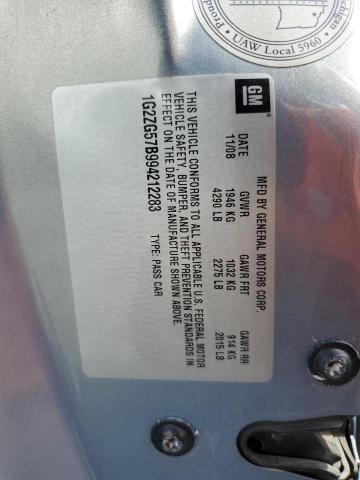 Proud
UAW Local 5960
GM
MFD BY GENERAL MOTORS CORP.
DATE GVWR GAWR FRT GAWR RR
11/08 1946 KG 1032 KG 914 KG
4290 LB 2275 LB 2015 LB
THIS VEHICLE CONFORMS TO ALL APPLICABLE U.S. FEDERAL MOTOR
VEHICLE SAFETY, BUMPER, AND THEFT PREVENTION STANDARDS IN
EFFECT ON THE DATE OF MANUFACTURE SHOWN ABOVE.
1G2ZG57B994212283 TYPE: PASS CAR